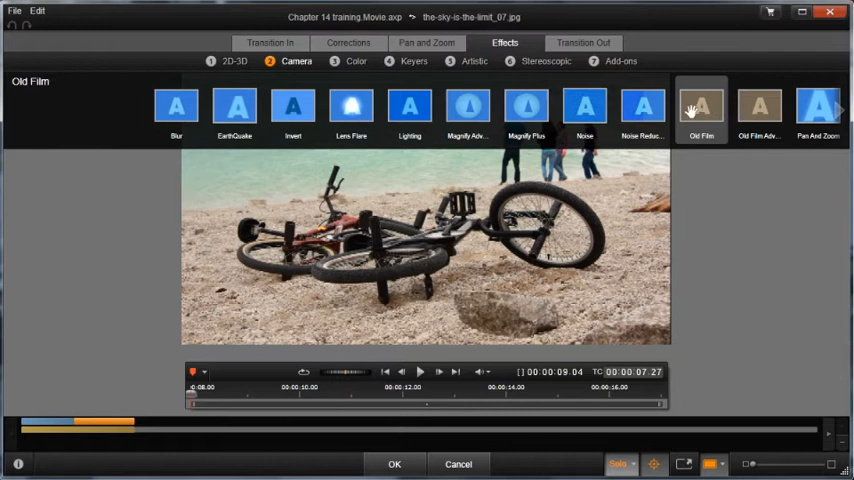 File Edit
Chapter 14 training.Movie.axp *> the-sky-is-the-limit_07.jpg
Transition In Corrections Pan and Zoom Effects Transition Out
1 2D-3D 2 Camera 3 Color 4 Keyers 5 Artistic 6 Stereoscopic 7 Add-ons
Old Film
A A A A A A A A A A A A
Blur EarthQuake Invert Lens Flare Lighting Magnify Adv... Magnify Plus Noise Noise Reduc... Old Film Old Film Adv... Pan And Zoom
[ ] 00:00:09.04 TC 00:00:07.27
0:08.00 00:00:10.00 00:00:12.00 00:00:14.00 00:00:16.00
OK Cancel Solo